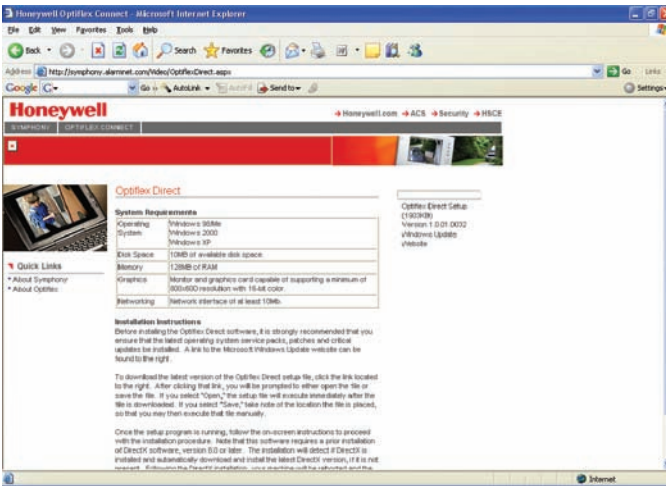 Honeywell Optiflex Connect - Microsoft Internet Explorer
File Edit View Favorites Tools Help
Back Search Favorites
Address http://symphony.alarmnet.com/Video/OptiflexDirect.aspx Go Links
Google Go AutoLink AutoFill Send to Settings
Honeywell
Honeywell.com ACS Security HSCE
SYMPHONY OPTIFLEX CONNECT
Optiflex Direct
System Requirements
Operating System
Windows 98/Me
Windows 2000
Windows XP
Disk Space 10MB of available disk space
Memory 128MB of RAM
Graphics Monitor and graphics card capable of supporting a minimum of
800x600 resolution with 16-bit color.
Networking Network interface of at least 10Mb.
Optiflex Direct Setup
(1903KB)
Version 1.0.01.0032
Windows Update
Website
Quick Links
About Symphony
About Optiflex
Installation Instructions
Before installing the Optiflex Direct software, it is strongly recommended that you
ensure that the latest operating system service packs, patches and critical
updates be installed. A link to the Microsoft Windows Update website can be
found to the right.
To download the latest version of the Optiflex Direct setup file, click the link located
to the right. After clicking that link, you will be prompted to either open the file or
save the file. If you select "Open," the setup file will execute immediately after the
file is downloaded. If you select "Save," take note of the location the file is placed,
so that you may then execute that file manually.
Once the setup program is running, follow the on-screen instructions to proceed
with the installation procedure. Note that this software requires a prior installation
of DirectX software, version 8.0 or later. The installation will detect if DirectX is
installed and automatically download and install the latest DirectX version, if it is not
present. Following the DirectX installation, your machine will be rebooted and the
Internet